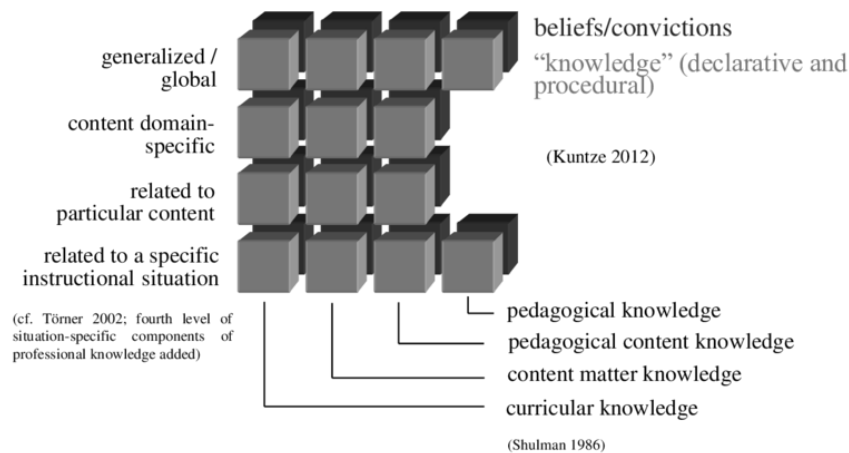 generalized /
global
content domain-
specific
related to
particular content
related to a specific
instructional situation
(cf. Törner 2002; fourth level of
situation-specific components of
professional knowledge added)
beliefs/convictions
“knowledge” (declarative and
procedural)
(Kuntze 2012)
pedagogical knowledge
pedagogical content knowledge
content matter knowledge
curricular knowledge
(Shulman 1986)